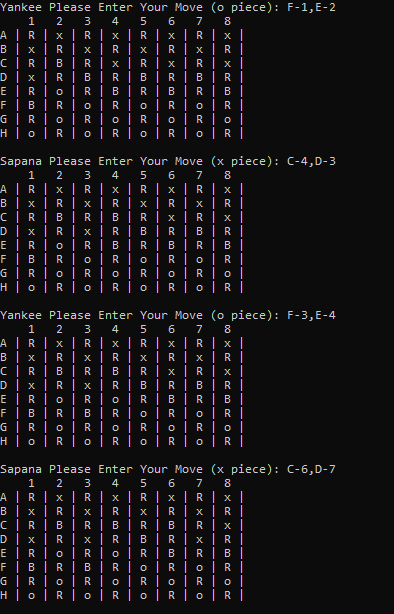 Yankee Please Enter Your Move (o piece): F-1,E-2
1 2 3 4 5 6 7 8
A | R | x | R | x | R | x | R | x |
B | x | R | x | R | x | R | x | R |
C | R | B | R | x | R | x | R | x |
D | x | R | B | R | B | R | B | R |
E | R | o | R | B | R | B | R | B |
F | B | R | o | R | o | R | o | R |
G | R | o | R | o | R | o | R | o |
H | o | R | o | R | o | R | o | R |
Sapana Please Enter Your Move (x piece): C-4,D-3
1 2 3 4 5 6 7 8
A | R | x | R | x | R | x | R | x |
B | x | R | x | R | x | R | x | R |
C | R | B | R | B | R | x | R | x |
D | x | R | x | R | B | R | B | R |
E | R | o | R | B | R | B | R | B |
F | B | R | o | R | o | R | o | R |
G | R | o | R | o | R | o | R | o |
H | o | R | o | R | o | R | o | R |
Yankee Please Enter Your Move (o piece): F-3,E-4
1 2 3 4 5 6 7 8
A | R | x | R | x | R | x | R | x |
B | x | R | x | R | x | R | x | R |
C | R | B | R | B | R | x | R | x |
D | x | R | x | R | B | R | B | R |
E | R | o | R | o | R | B | R | B |
F | B | R | B | R | o | R | o | R |
G | R | o | R | o | R | o | R | o |
H | o | R | o | R | o | R | o | R |
Sapana Please Enter Your Move (x piece): C-6,D-7
1 2 3 4 5 6 7 8
A | R | x | R | x | R | x | R | x |
B | x | R | x | R | x | R | x | R |
C | R | B | R | B | R | B | R | x |
D | x | R | x | R | B | R | x | R |
E | R | o | R | o | R | B | R | B |
F | B | R | B | R | o | R | o | R |
G | R | o | R | o | R | o | R | o |
H | o | R | o | R | o | R | o | R |